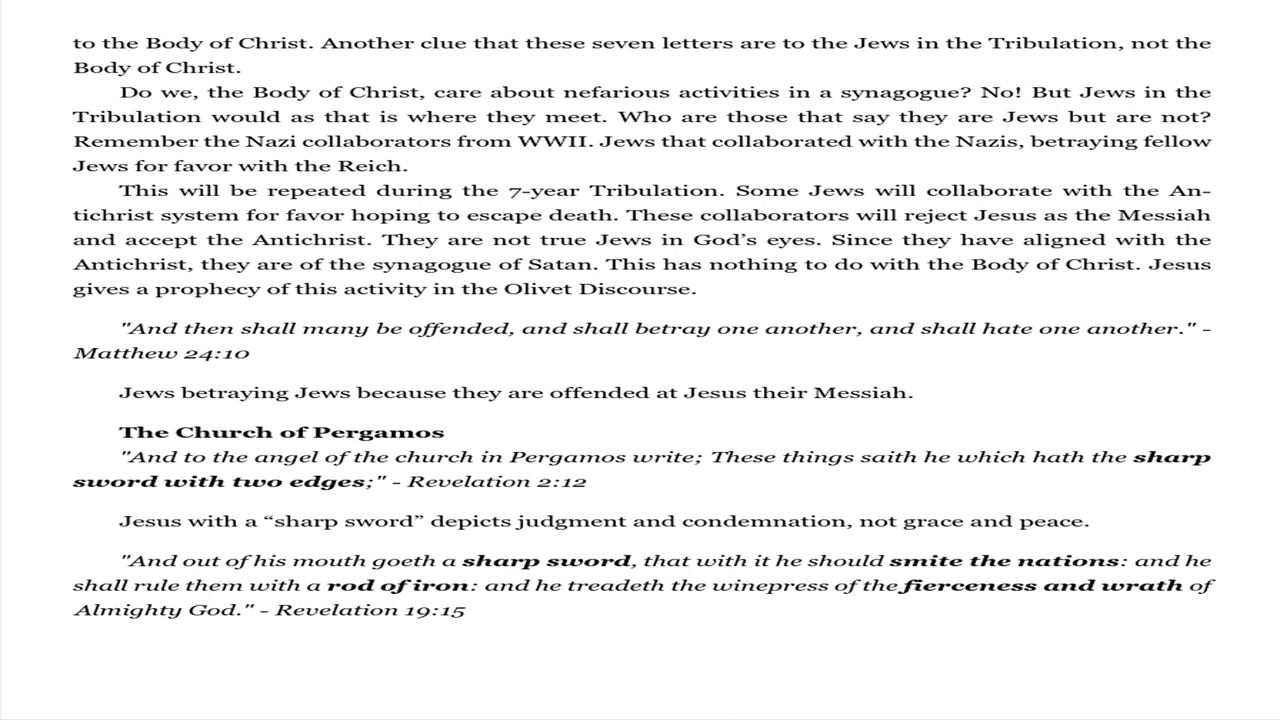 to the Body of Christ. Another clue that these seven letters are to the Jews in the Tribulation, not the
Body of Christ.
Do we, the Body of Christ, care about nefarious activities in a synagogue? No! But Jews in the
Tribulation would as that is where they meet. Who are those that say they are Jews but are not?
Remember the Nazi collaborators from WWII. Jews that collaborated with the Nazis, betraying fellow
Jews for favor with the Reich.
This will be repeated during the 7-year Tribulation. Some Jews will collaborate with the An-
tichrist system for favor hoping to escape death. These collaborators will reject Jesus as the Messiah
and accept the Antichrist. They are not true Jews in God’s eyes. Since they have aligned with the
Antichrist, they are of the synagogue of Satan. This has nothing to do with the Body of Christ. Jesus
gives a prophecy of this activity in the Olivet Discourse.
"And then shall many be offended, and shall betray one another, and shall hate one another." -
Matthew 24:10
Jews betraying Jews because they are offended at Jesus their Messiah.
The Church of Pergamos
"And to the angel of the church in Pergamos write; These things saith he which hath the sharp
sword with two edges;" - Revelation 2:12
Jesus with a “sharp sword” depicts judgment and condemnation, not grace and peace.
"And out of his mouth goeth a sharp sword, that with it he should smite the nations: and he
shall rule them with a rod of iron: and he treadeth the winepress of the fierceness and wrath of
Almighty God." - Revelation 19:15